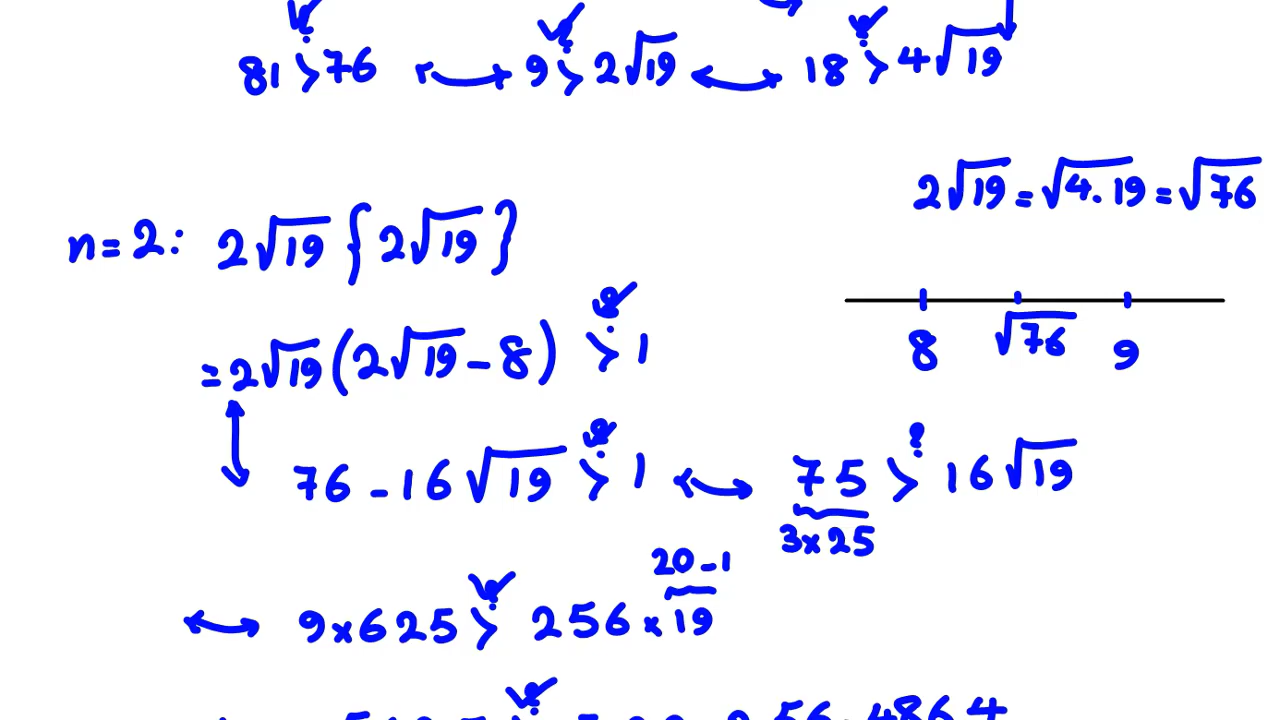 81 > 76 ↔ 9 > 2√19 ↔ 18 > 4√19
2√19 = √4.19 = √76
n = 2 : 2√19 {2√19}
= 2√19 (2√19 - 8) > 1
8 √76 9
76 - 16√19 > 1 ↔ 75 > 16√19
3x25
20 - 1
↔ 9x625 > 256 x 19